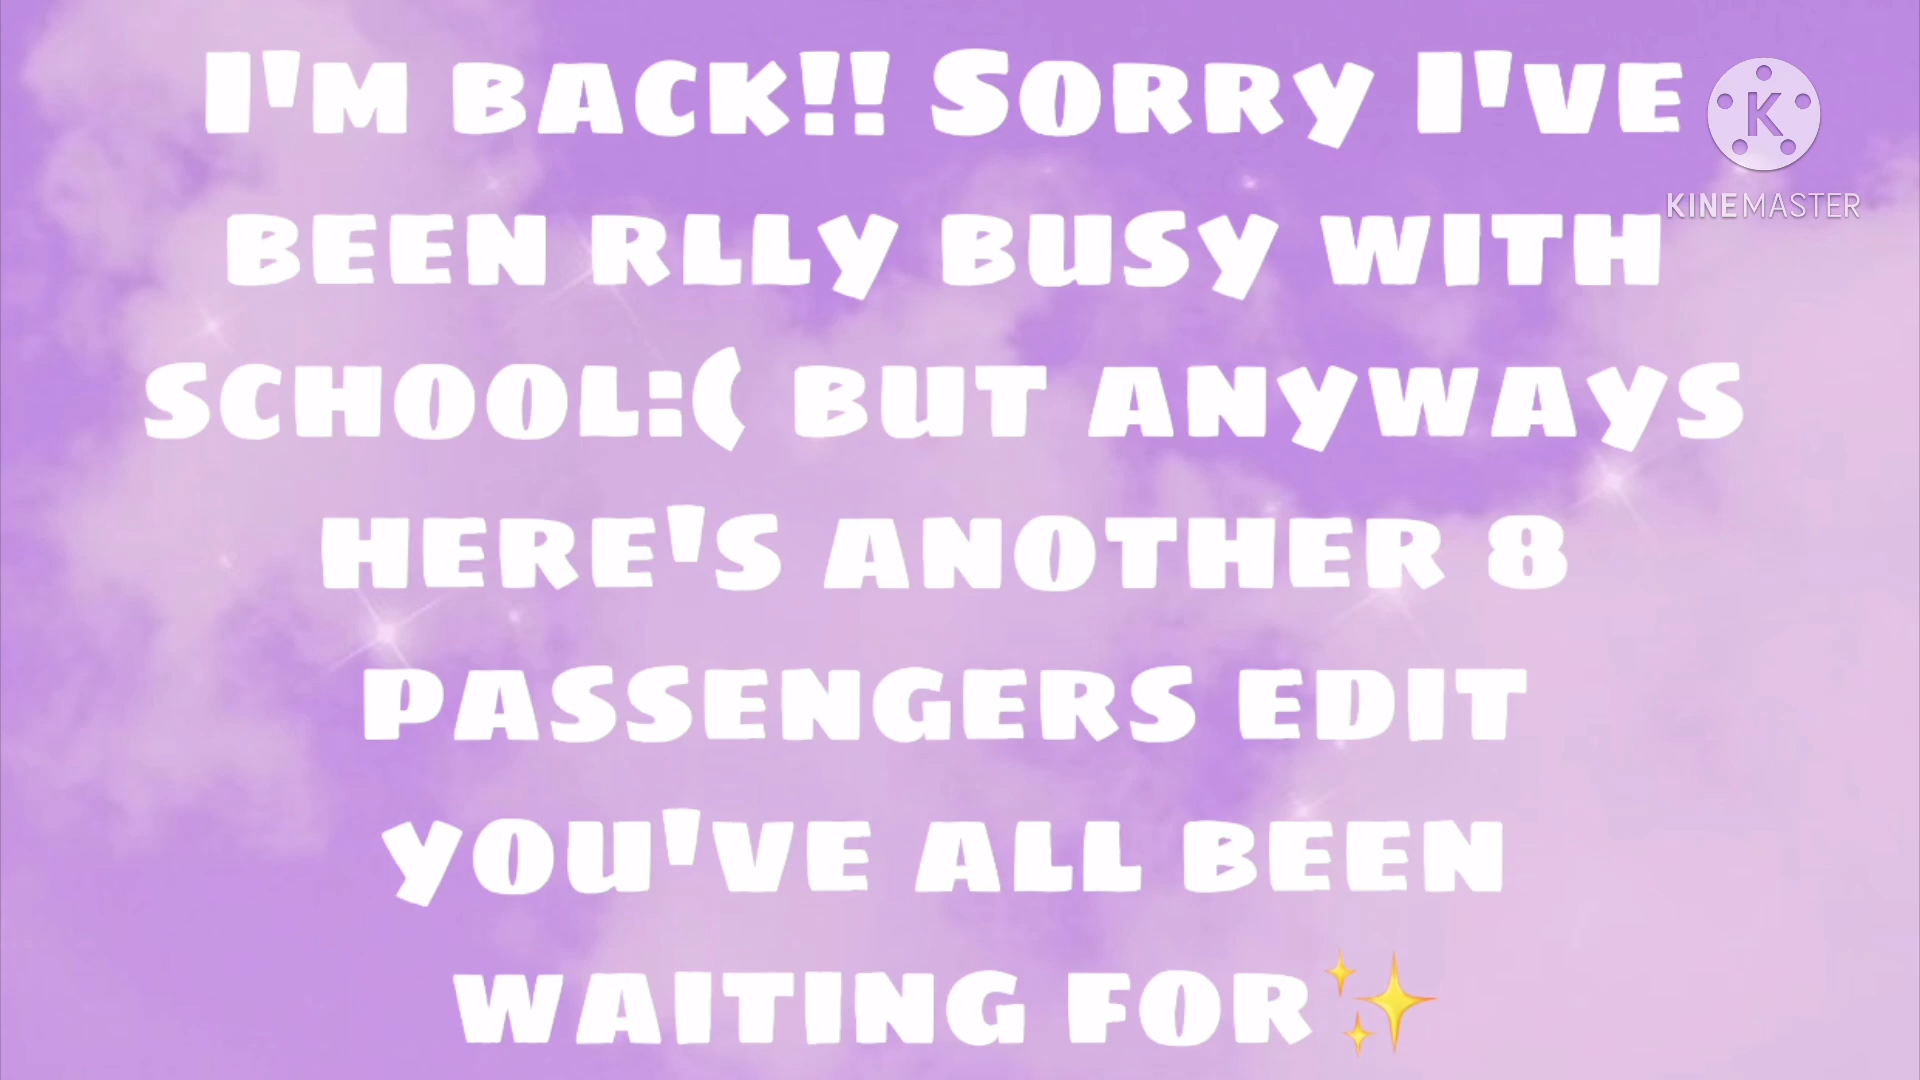 I'm back!! Sorry I've
been rlly busy with
school:( but anyways
here's another 8
passengers edit
you've all been
waiting for✨
K
KINEMASTER